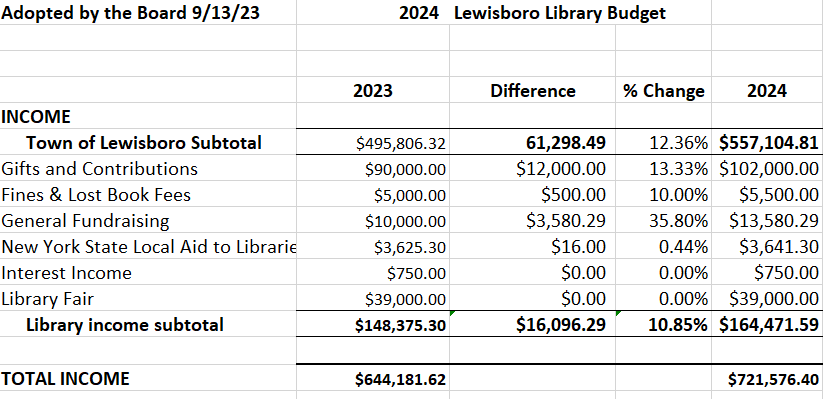 Adopted by the Board 9/13/23 2024 Lewisboro Library Budget
2023 Difference % Change 2024
INCOME
Town of Lewisboro Subtotal $495,806.32 61,298.49 12.36% $557,104.81
Gifts and Contributions $90,000.00 $12,000.00 13.33% $102,000.00
Fines & Lost Book Fees $5,000.00 $500.00 10.00% $5,500.00
General Fundraising $10,000.00 $3,580.29 35.80% $13,580.29
New York State Local Aid to Librarie $3,625.30 $16.00 0.44% $3,641.30
Interest Income $750.00 $0.00 0.00% $750.00
Library Fair $39,000.00 $0.00 0.00% $39,000.00
Library income subtotal $148,375.30 $16,096.29 10.85% $164,471.59
TOTAL INCOME $644,181.62 $721,576.40